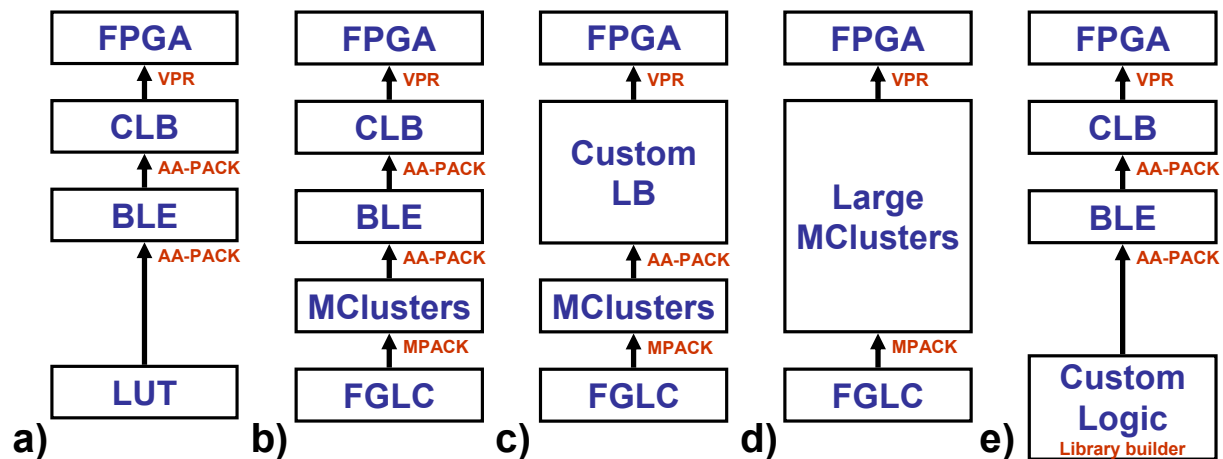 FPGA
VPR
CLB
AA-PACK
BLE
AA-PACK
LUT
a)
FPGA
VPR
CLB
AA-PACK
BLE
AA-PACK
MClusters
MPACK
FGLC
b)
FPGA
VPR
Custom
LB
AA-PACK
MClusters
MPACK
FGLC
c)
FPGA
VPR
Large
MClusters
MPACK
FGLC
d)
FPGA
VPR
CLB
AA-PACK
BLE
AA-PACK
Custom
Logic
Library builder
e)